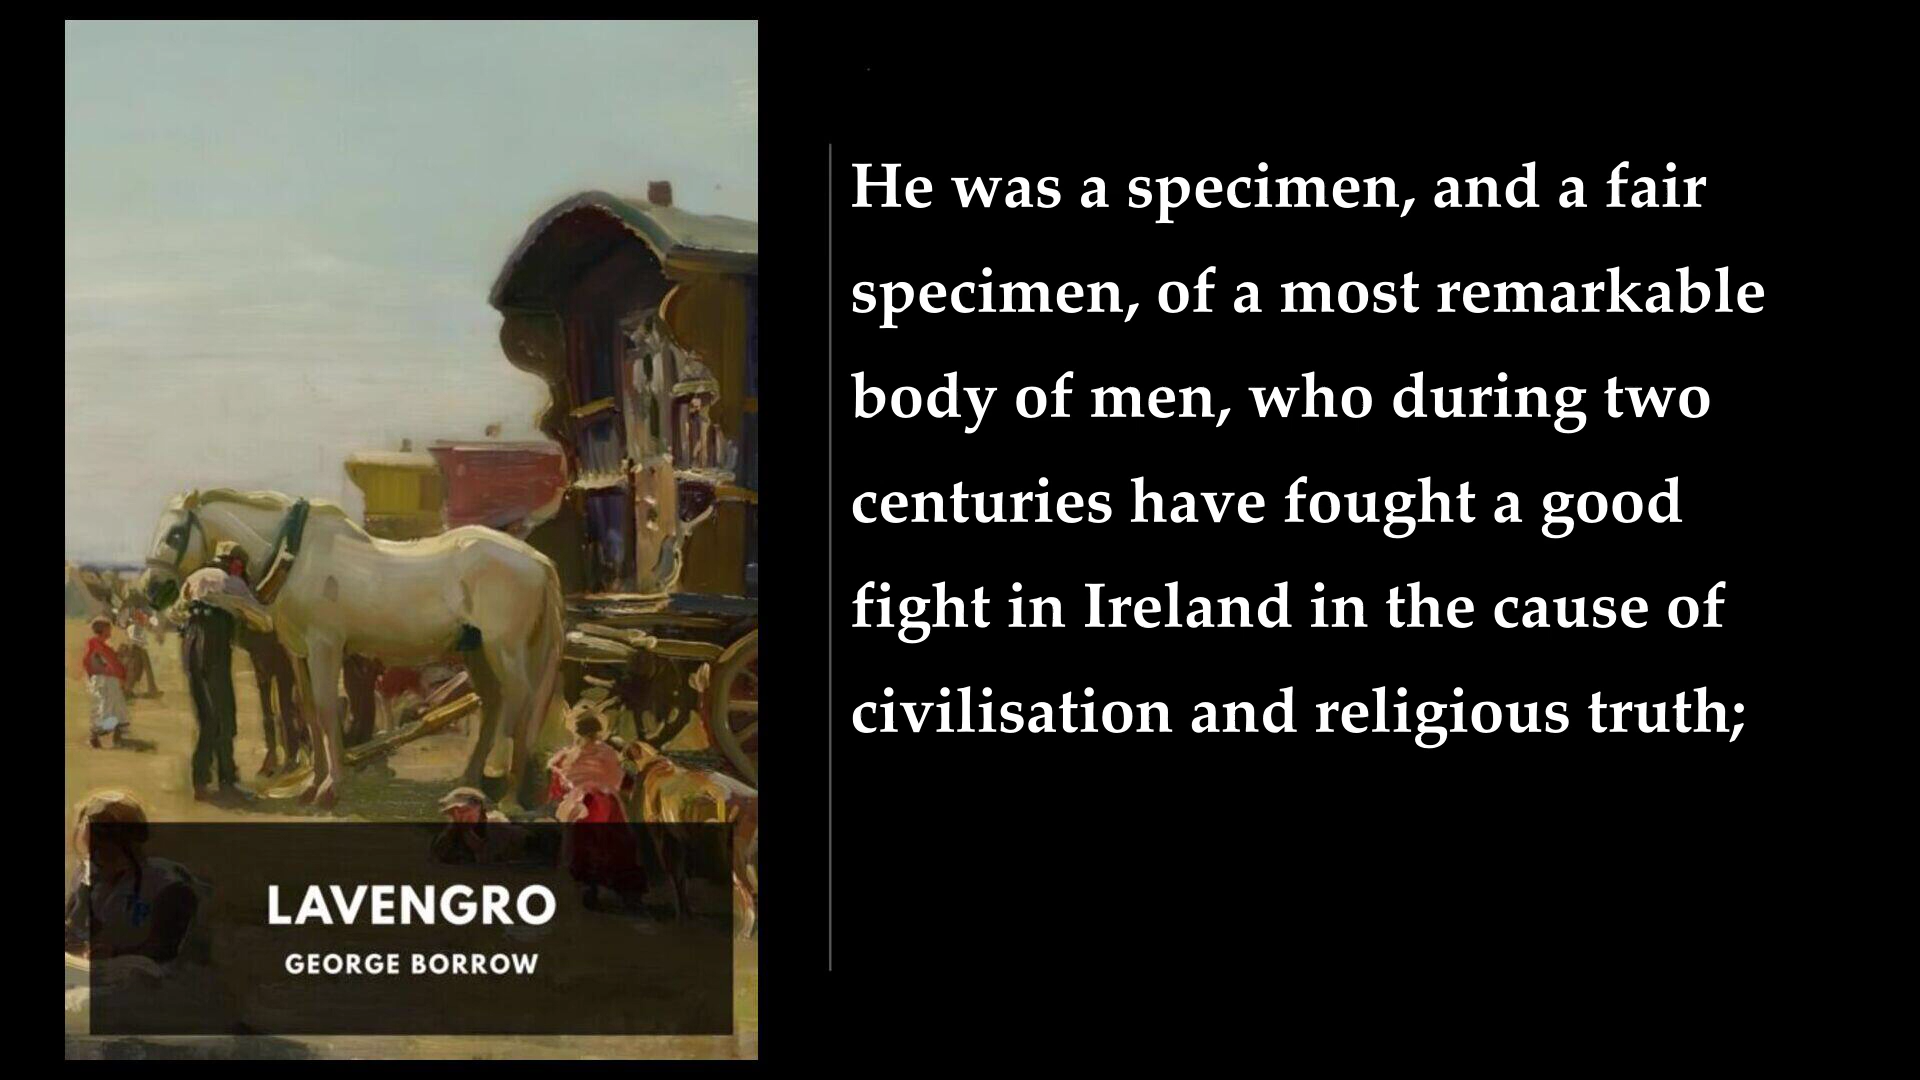 LAVENGRO
GEORGE BORROW
He was a specimen, and a fair
specimen, of a most remarkable
body of men, who during two
centuries have fought a good
fight in Ireland in the cause of
civilisation and religious truth;